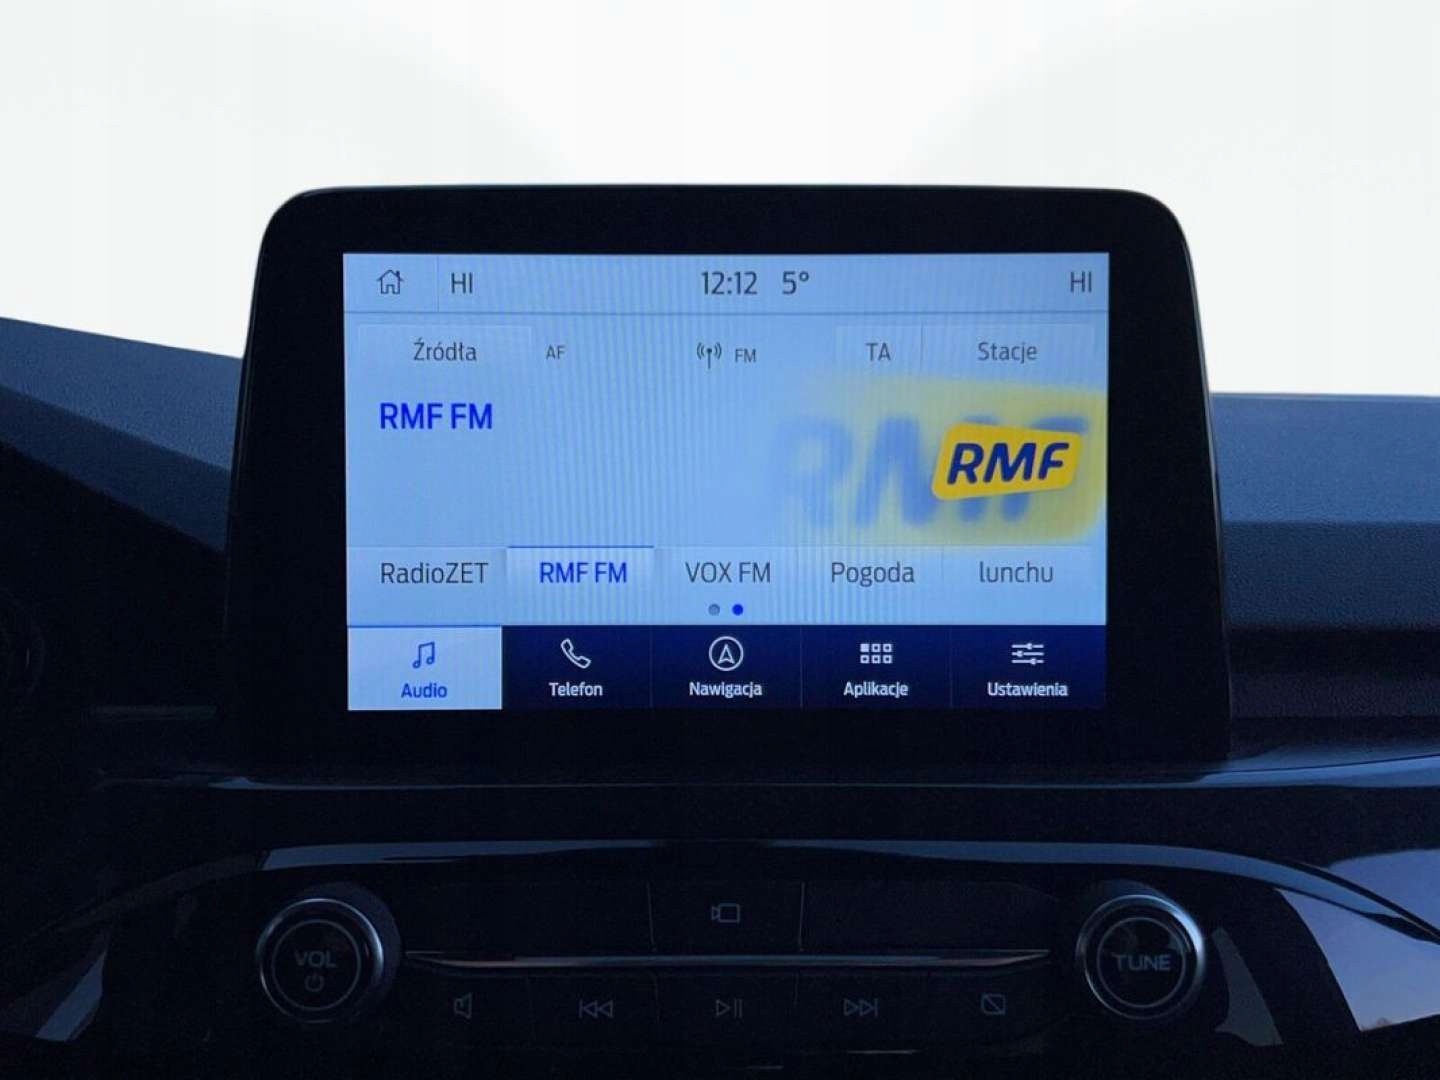 HI 12:12 5° HI
Źródła AF FM TA Stacje
RMF FM
RMF
RMF
RadioZET RMF FM VOX FM Pogoda lunchu
Audio Telefon Nawigacja Aplikacje Ustawienia
VOL TUNE